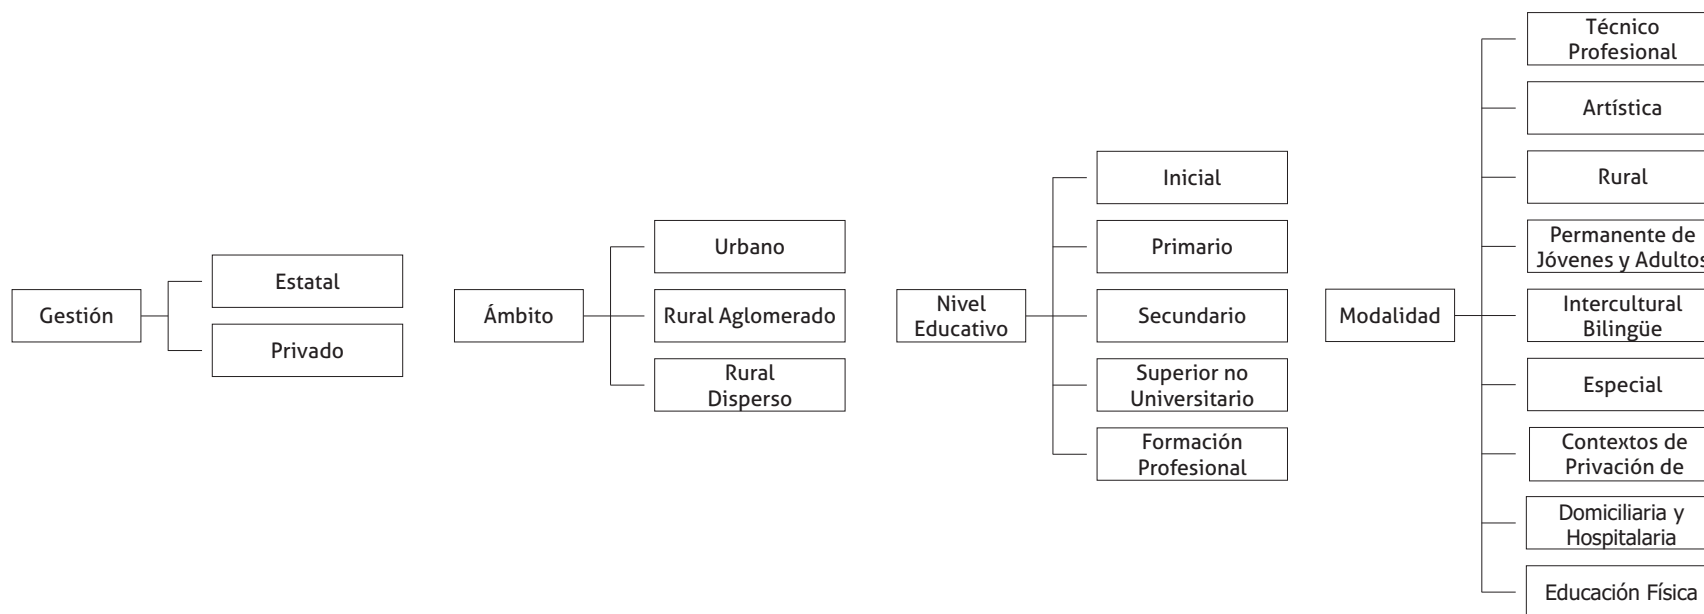 Gestión
Estatal
Privado
Ámbito
Urbano
Rural Aglomerado
Rural
Disperso
Nivel
Educativo
Inicial
Primario
Secundario
Superior no
Universitario
Formación
Profesional
Modalidad
Técnico
Profesional
Artística
Rural
Permanente de
Jóvenes y Adultos
Intercultural
Bilingüe
Especial
Contextos de
Privación de
Domiciliaria y
Hospitalaria
Educación Física